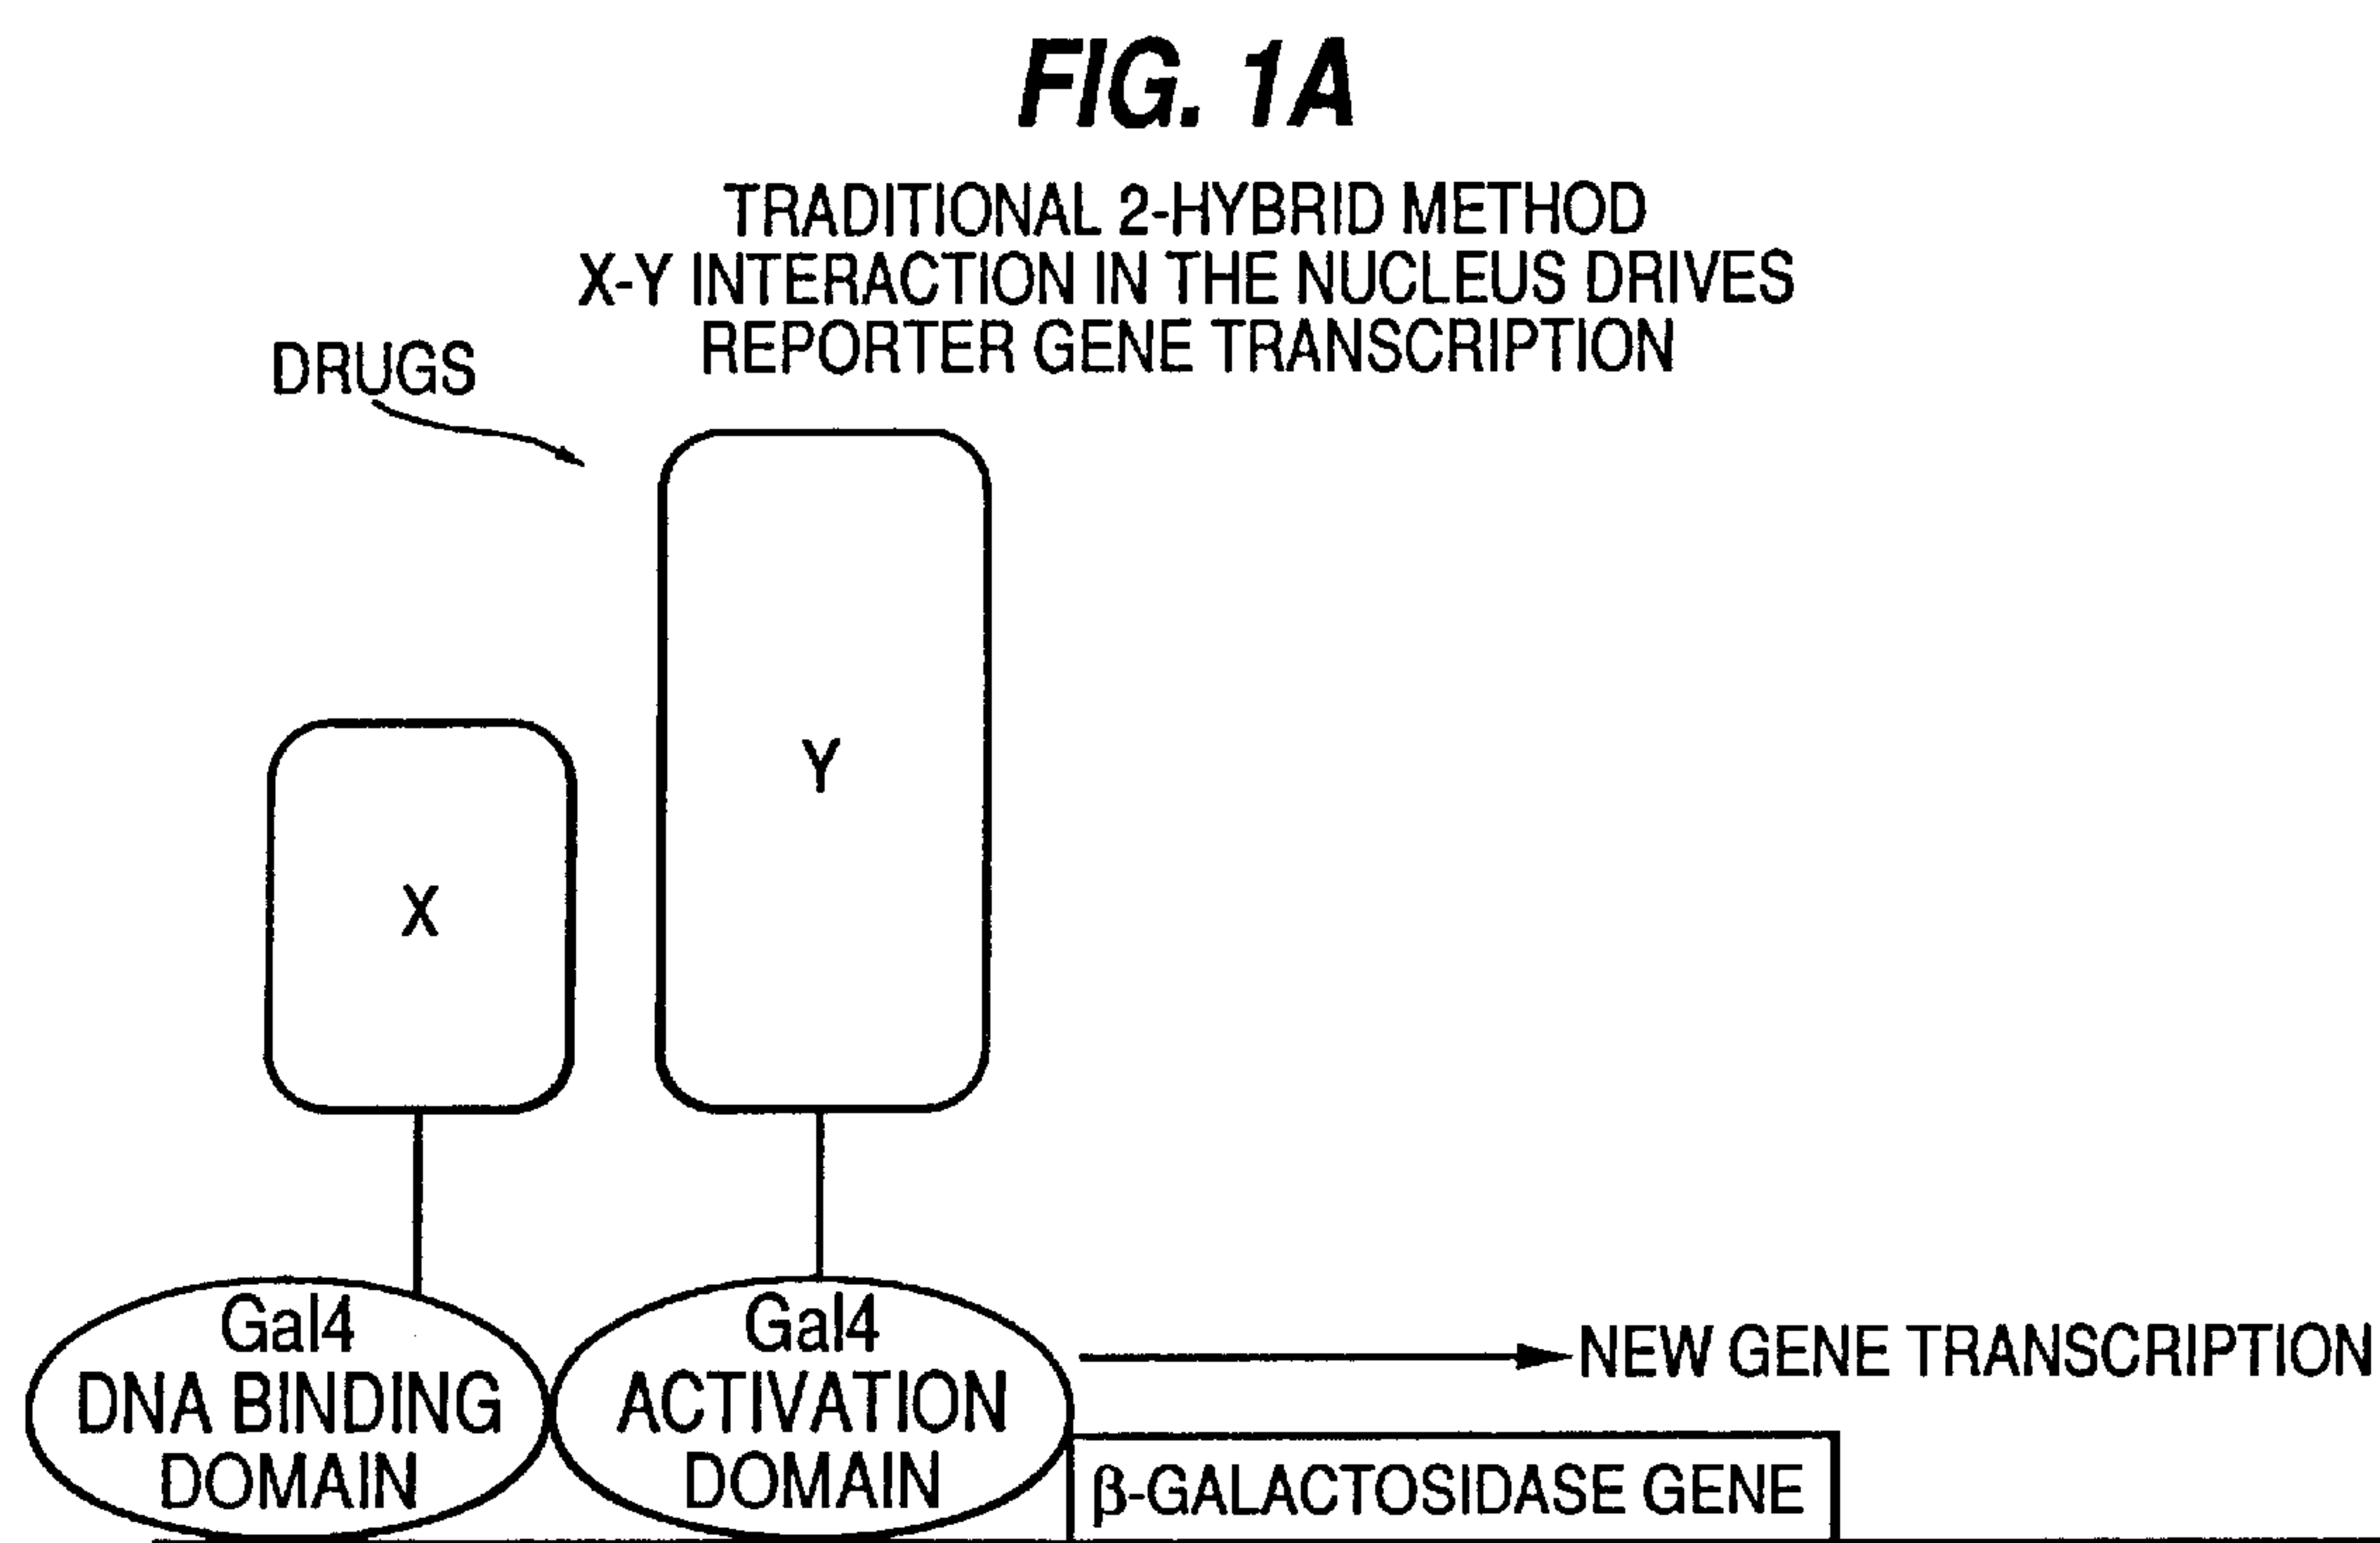 FIG. 1A
TRADITIONAL 2-HYBRID METHOD
X-Y INTERACTION IN THE NUCLEUS DRIVES
REPORTER GENE TRANSCRIPTION
DRUGS
Y
X
Gal4
DNA BINDING
DOMAIN
Gal4
ACTIVATION
DOMAIN
NEW GENE TRANSCRIPTION
β-GALACTOSIDASE GENE